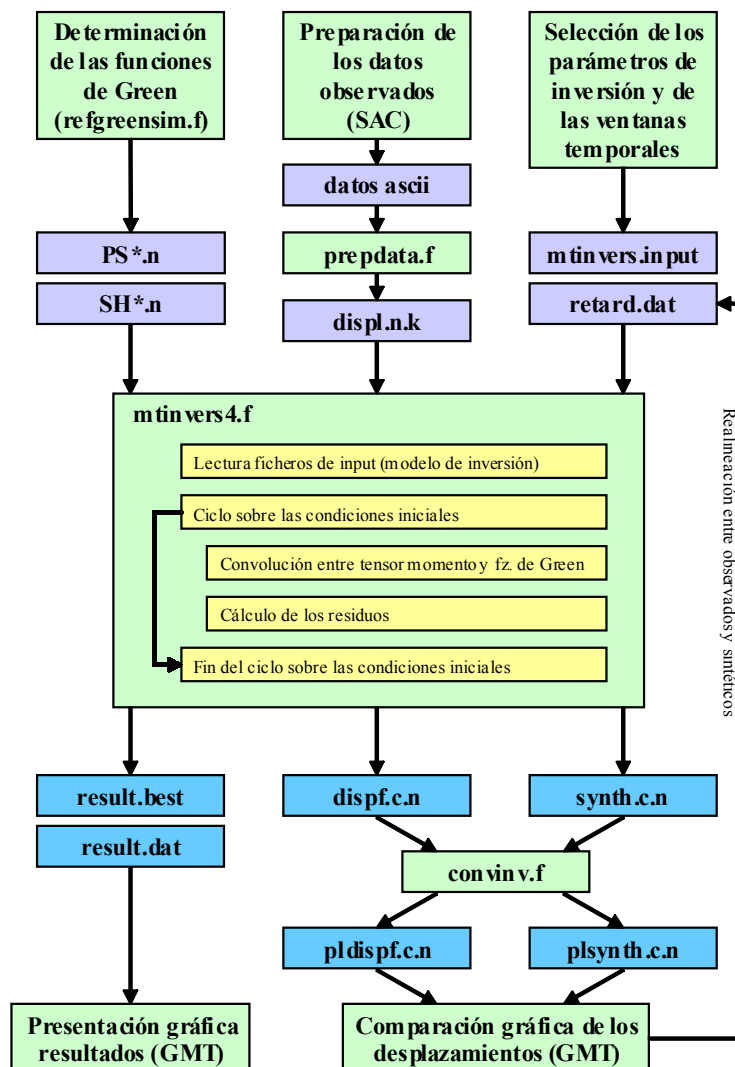 Determinación
de las funciones
de Green
(refgreensim.f)
Preparación de
los datos
observados
(SAC)
Selección de los
parámetros de
inversión y de
las ventanas
temporales
datos ascii
PS*.n
prepdata.f
mtinvers.input
SH*.n
displ.n.k
retard.dat
mtinvers4.f
Lectura ficheros de input (modelo de inversión)
Ciclo sobre las condiciones iniciales
Convolución entre tensor momento y fz. de Green
Cálculo de los residuos
Fin del ciclo sobre las condiciones iniciales
Realineación entre observados y sintéticos
result.best
dispf.c.n
synth.c.n
result.dat
convinv.f
pldispf.c.n
plsynth.c.n
Presentación gráfica
resultados (GMT)
Comparación gráfica de los
desplazamientos (GMT)